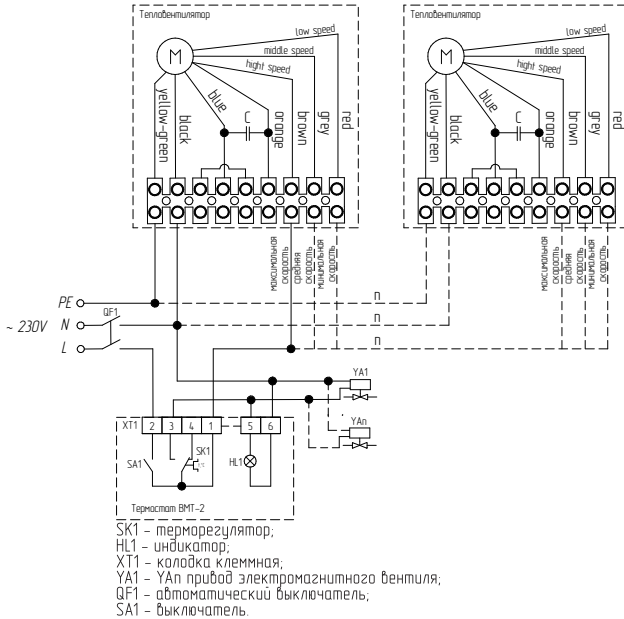 Тепловентилятор
Тепловентилятор
M
low speed
middle speed
hight speed
yellow-green
black
blue
C
orange
brown
grey
red
M
low speed
middle speed
hight speed
yellow-green
black
blue
C
orange
brown
grey
red
максимальная скорость
средняя скорость
минимальная скорость
максимальная скорость
средняя скорость
минимальная скорость
PE
п
QF1
~ 230V
N
п
L
п
YA1
XT1
2
3
4
1
5
6
YAn
SA1
SK1
t°C
HL1
Термостат ВМТ-2
SK1 - терморегулятор;
HL1 - индикатор;
XT1 - колодка клеммная;
YA1 - YAn привод электромагнитного вентиля;
QF1 - автоматический выключатель;
SA1 - выключатель.